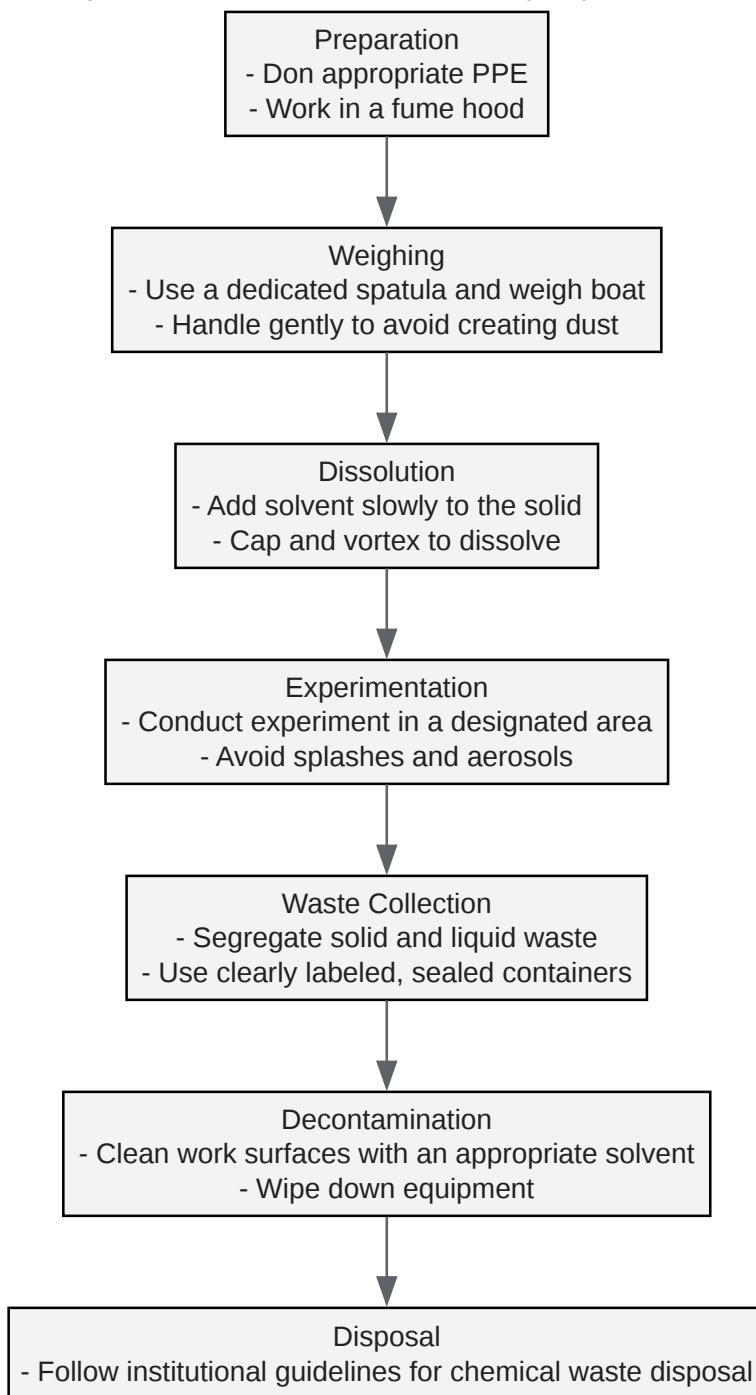 Preparation
- Don appropriate PPE
- Work in a fume hood
Weighing
- Use a dedicated spatula and weigh boat
- Handle gently to avoid creating dust
Dissolution
- Add solvent slowly to the solid
- Cap and vortex to dissolve
Experimentation
- Conduct experiment in a designated area
- Avoid splashes and aerosols
Waste Collection
- Segregate solid and liquid waste
- Use clearly labeled, sealed containers
Decontamination
- Clean work surfaces with an appropriate solvent
- Wipe down equipment
Disposal
- Follow institutional guidelines for chemical waste disposal